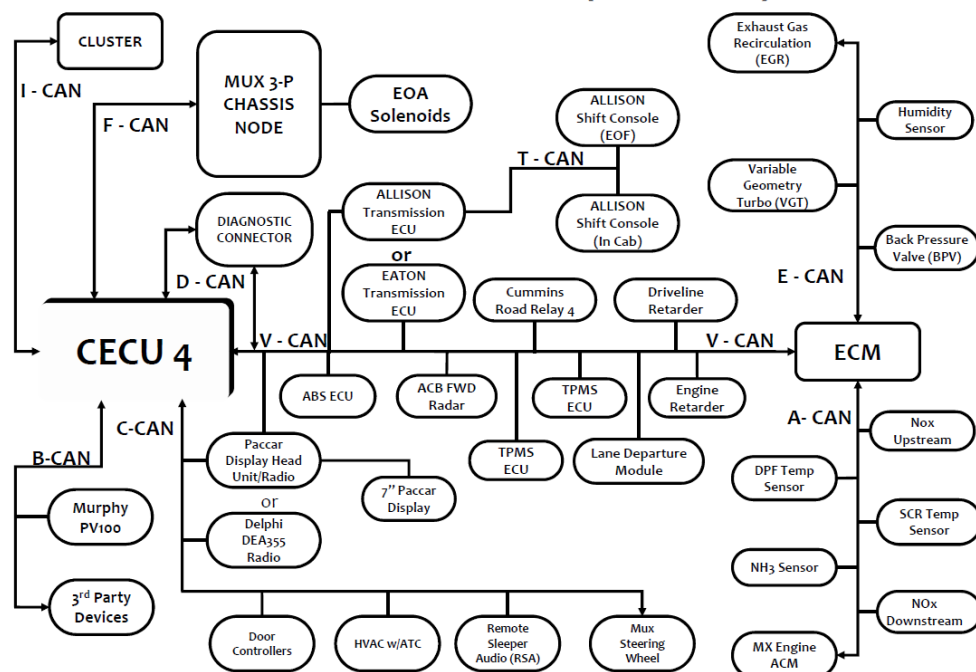 CLUSTER
I - CAN
F - CAN
MUX 3-P
CHASSIS
NODE
EOA
Solenoids
ALLISON
Shift Console
(EOF)
T - CAN
ALLISON
Transmission
ECU
ALLISON
Shift Console
(In Cab)
DIAGNOSTIC
CONNECTOR
D - CAN
or
EATON
Transmission
ECU
Cummins
Road Relay 4
Driveline
Retarder
Exhaust Gas
Recirculation
(EGR)
Humidity
Sensor
Variable
Geometry
Turbo (VGT)
Back Pressure
Valve (BPV)
E - CAN
CECU 4
V - CAN
V - CAN
ECM
ABS ECU
ACB FWD
Radar
TPMS
ECU
Engine
Retarder
C-CAN
B-CAN
Paccar
Display Head
Unit/Radio
7” Paccar
Display
TPMS
ECU
Lane Departure
Module
or
Delphi
DEA355
Radio
Murphy
PV100
3rd Party
Devices
Door
Controllers
HVAC w/ATC
Remote
Sleeper
Audio (RSA)
Mux
Steering
Wheel
A- CAN
Nox
Upstream
DPF Temp
Sensor
SCR Temp
Sensor
NH3 Sensor
NOx
Downstream
MX Engine
ACM